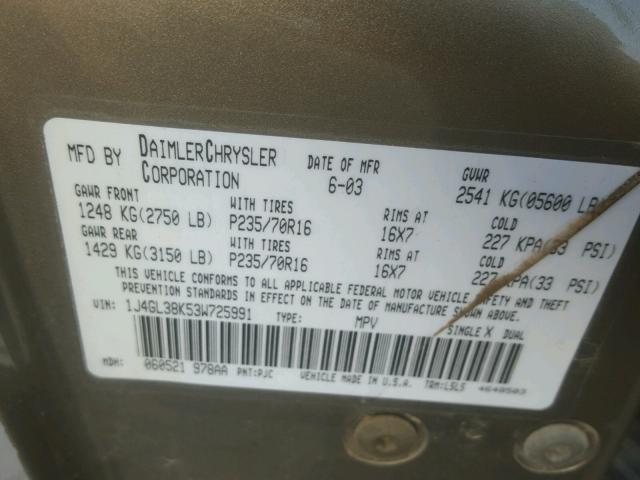 MFD BY DAIMLERCHRYSLER CORPORATION DATE OF MFR 6-03 GVWR 2541 KG(05600 LB
GAWR FRONT WITH TIRES RIMS AT COLD
1248 KG(2750 LB) P235/70R16 16X7 227 KPA(33 PSI)
GAWR REAR WITH TIRES RIMS AT COLD
1429 KG(3150 LB) P235/70R16 16X7 227 KPA(33 PSI)
THIS VEHICLE CONFORMS TO ALL APPLICABLE FEDERAL MOTOR VEHICLE SAFETY AND THEFT
PREVENTION STANDARDS IN EFFECT ON THE DATE OF MANUFACTURE SHOWN ABOVE.
VIN: 1J4GL38K53W725991 TYPE: MPV SINGLE X DUAL
MDH: 060521 978AA PNT:PJC VEHICLE MADE IN U.S.A. TRM:L5L5 4648503